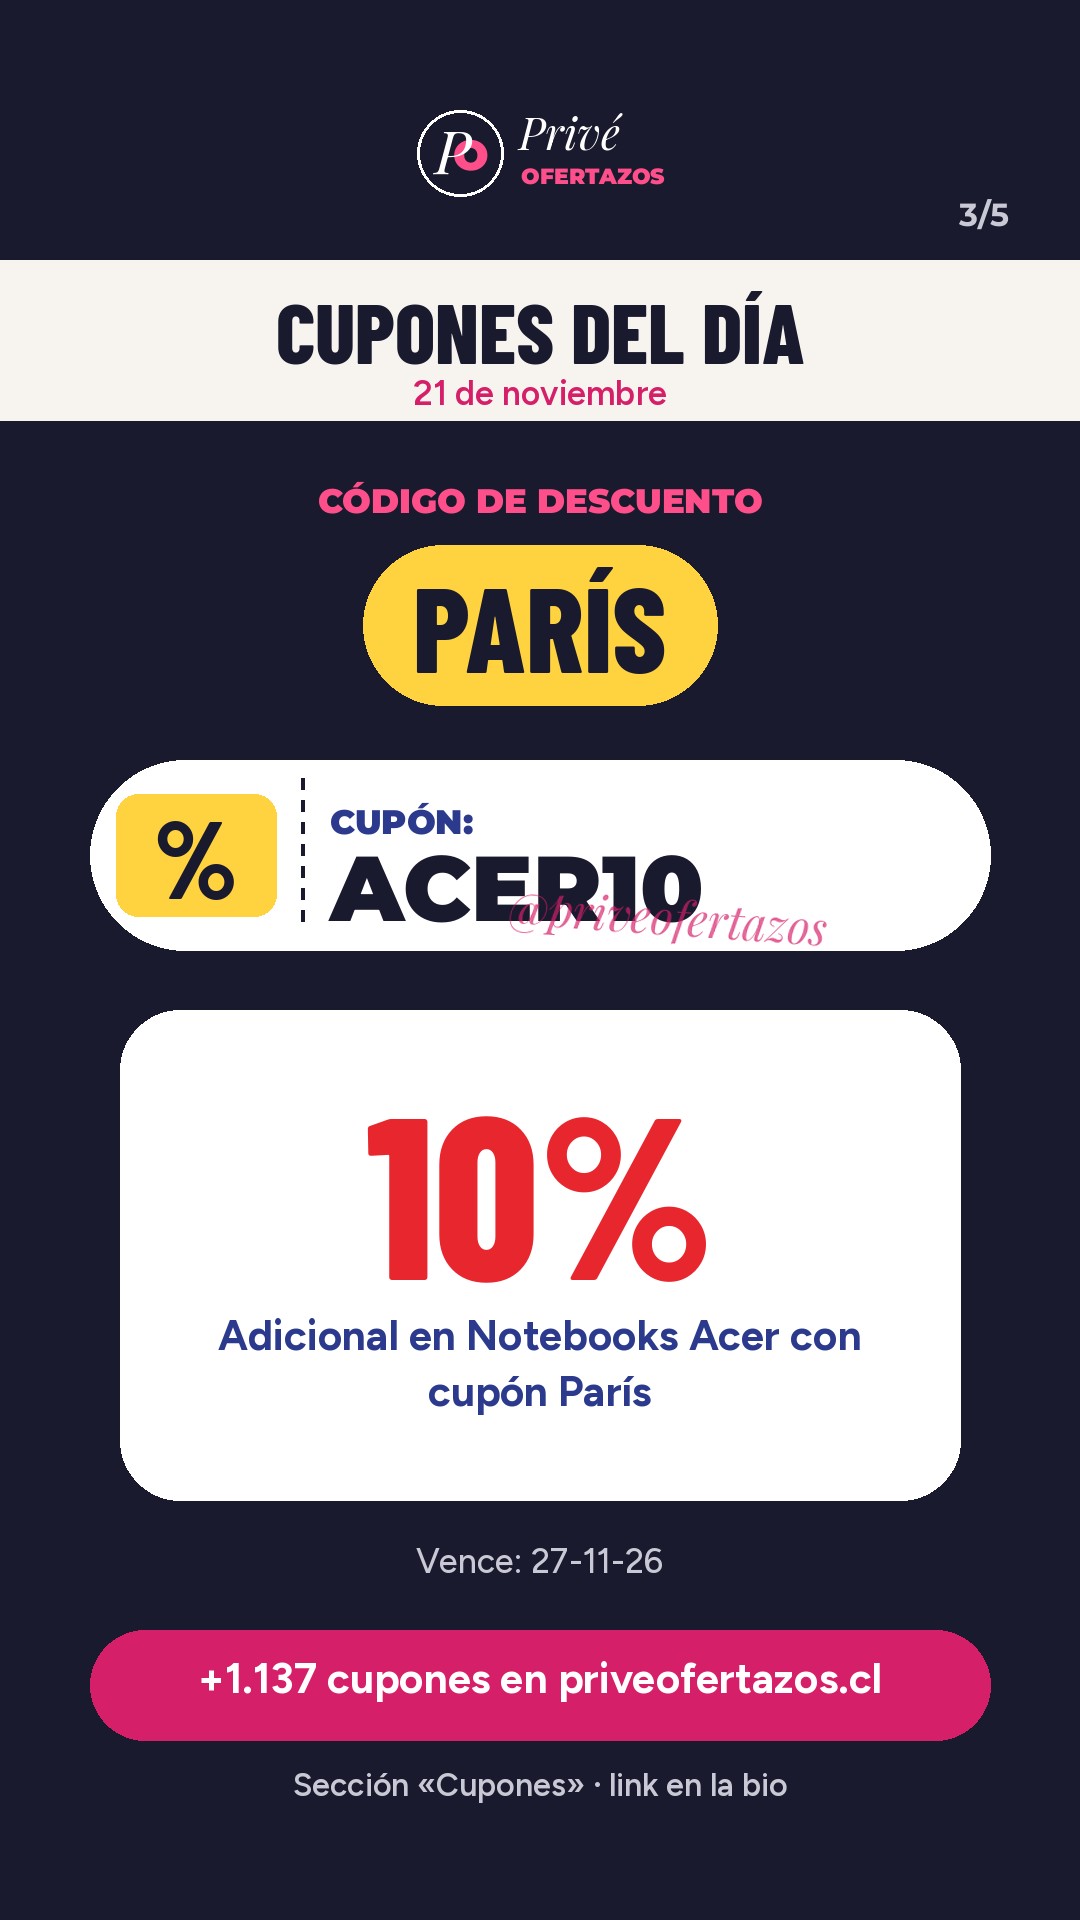 Po
Privé
OFERTAZOS
3/5
CUPONES DEL DÍA
21 de noviembre
CÓDIGO DE DESCUENTO
PARÍS
%
CUPÓN:
ACER10
@priveofertazos
10%
Adicional en Notebooks Acer con
cupón París
Vence: 27-11-26
+1.137 cupones en priveofertazos.cl
Sección «Cupones» · link en la bio